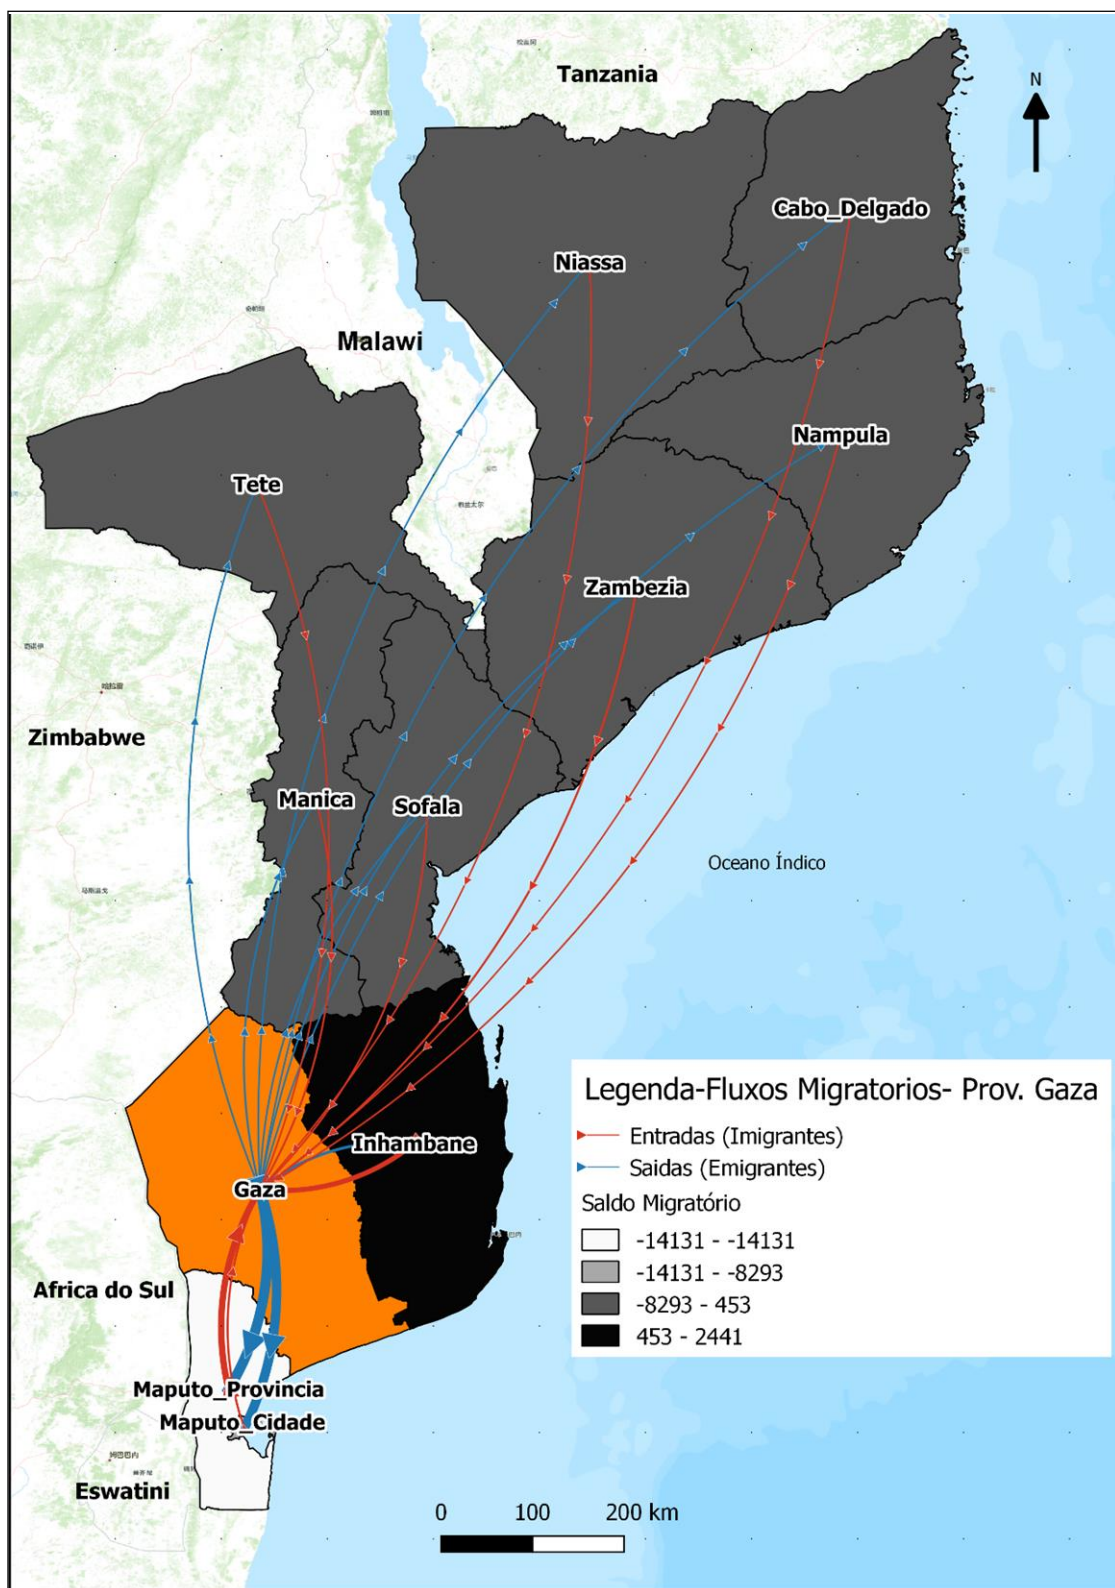 Tanzania
N
Cabo_Delgado
Niassa
Malawi
Nampula
Tete
Zambezia
Zimbabwe
Manica
Sofala
Oceano Índico
Inhambane
Gaza
Africa do Sul
Maputo_Provincia
Maputo_Cidade
Eswatini
Legenda-Fluxos Migratorios- Prov. Gaza
Entradas (Imigrantes)
Saidas (Emigrantes)
Saldo Migratório
-14131 - -14131
-14131 - -8293
-8293 - 453
453 - 2441
0 100 200 km